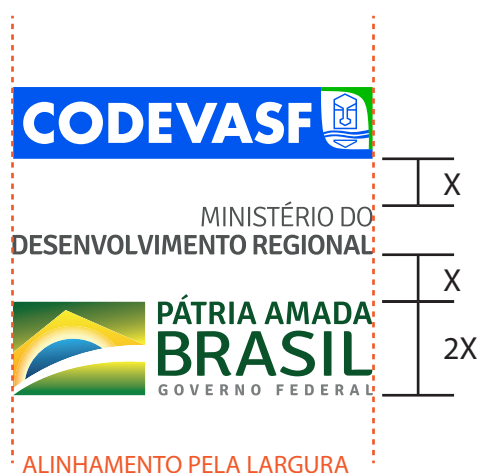 CODEVASF
X
MINISTÉRIO DO
DESENVOLVIMENTO REGIONAL
X
PÁTRIA AMADA
BRASIL
2X
GOVERNO FEDERAL
ALINHAMENTO PELA LARGURA